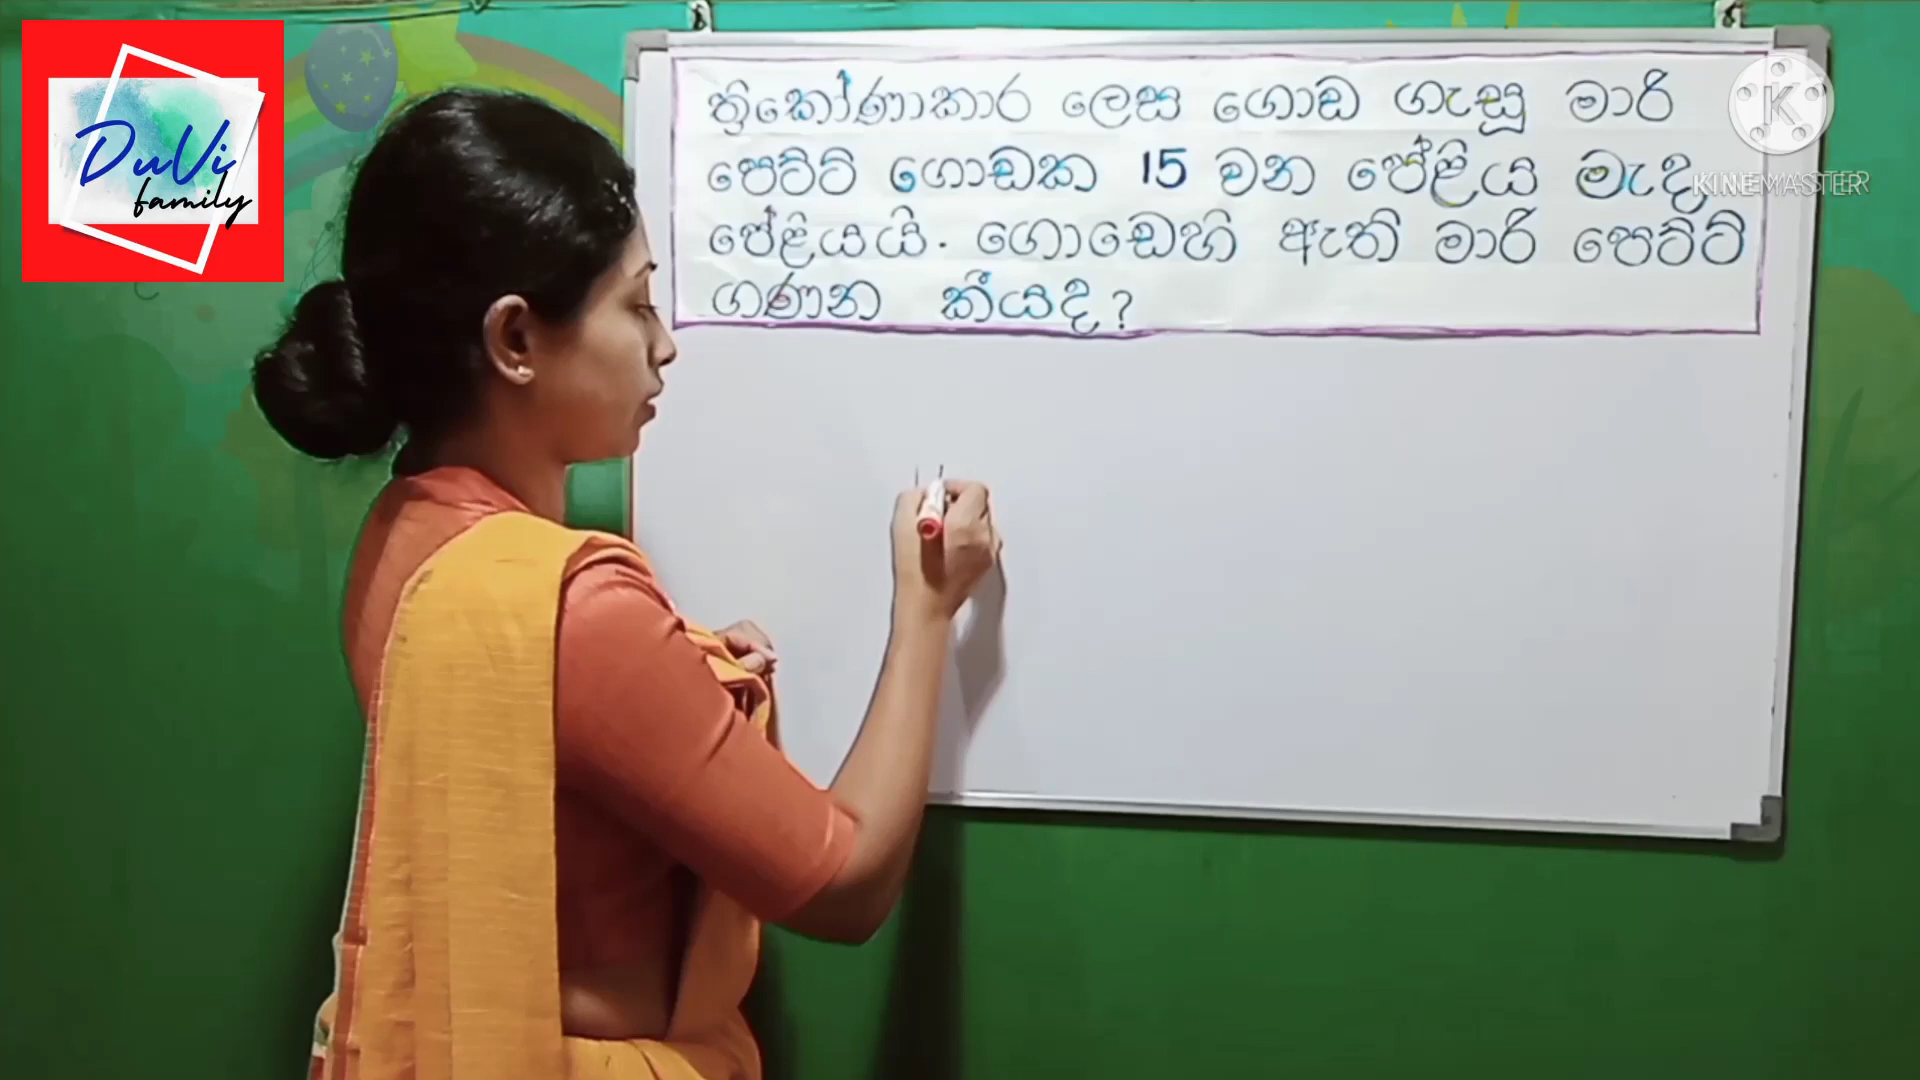 DuVi
family
ත්‍රිකෝණාකාර ලෙස ගොඩ ගැසූ මාරි
පෙට්ටි ගොඩක 15 වන පේළිය මැද
පේළියයි. ගොඩෙහි ඇති මාරි පෙට්ටි
ගණන කීයද?
K
KINEMASTER